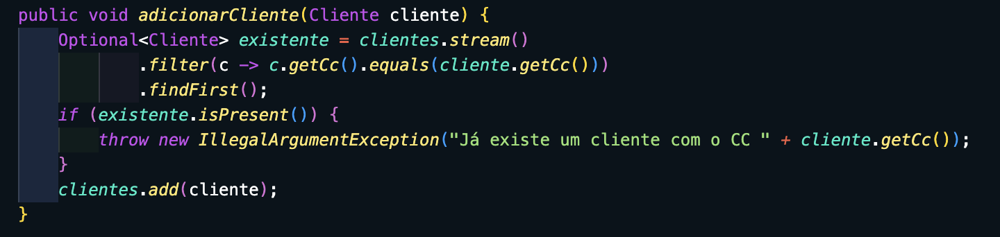 public void adicionarCliente(Cliente cliente) {
Optional<Cliente> existente = clientes.stream()
.filter(c -> c.getCc().equals(cliente.getCc()))
.findFirst();
if (existente.isPresent()) {
throw new IllegalArgumentException("Já existe um cliente com o CC " + cliente.getCc());
}
clientes.add(cliente);
}